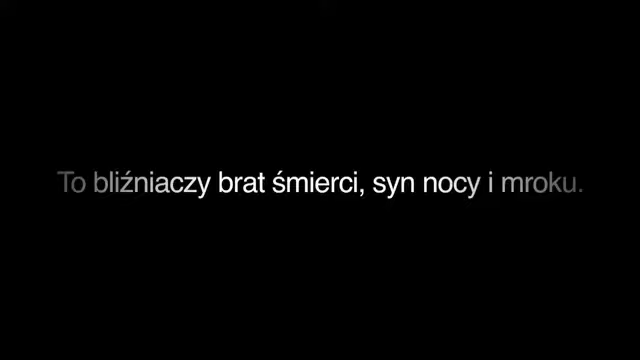 To bliźniaczy brat śmierci, syn nocy i mroku.